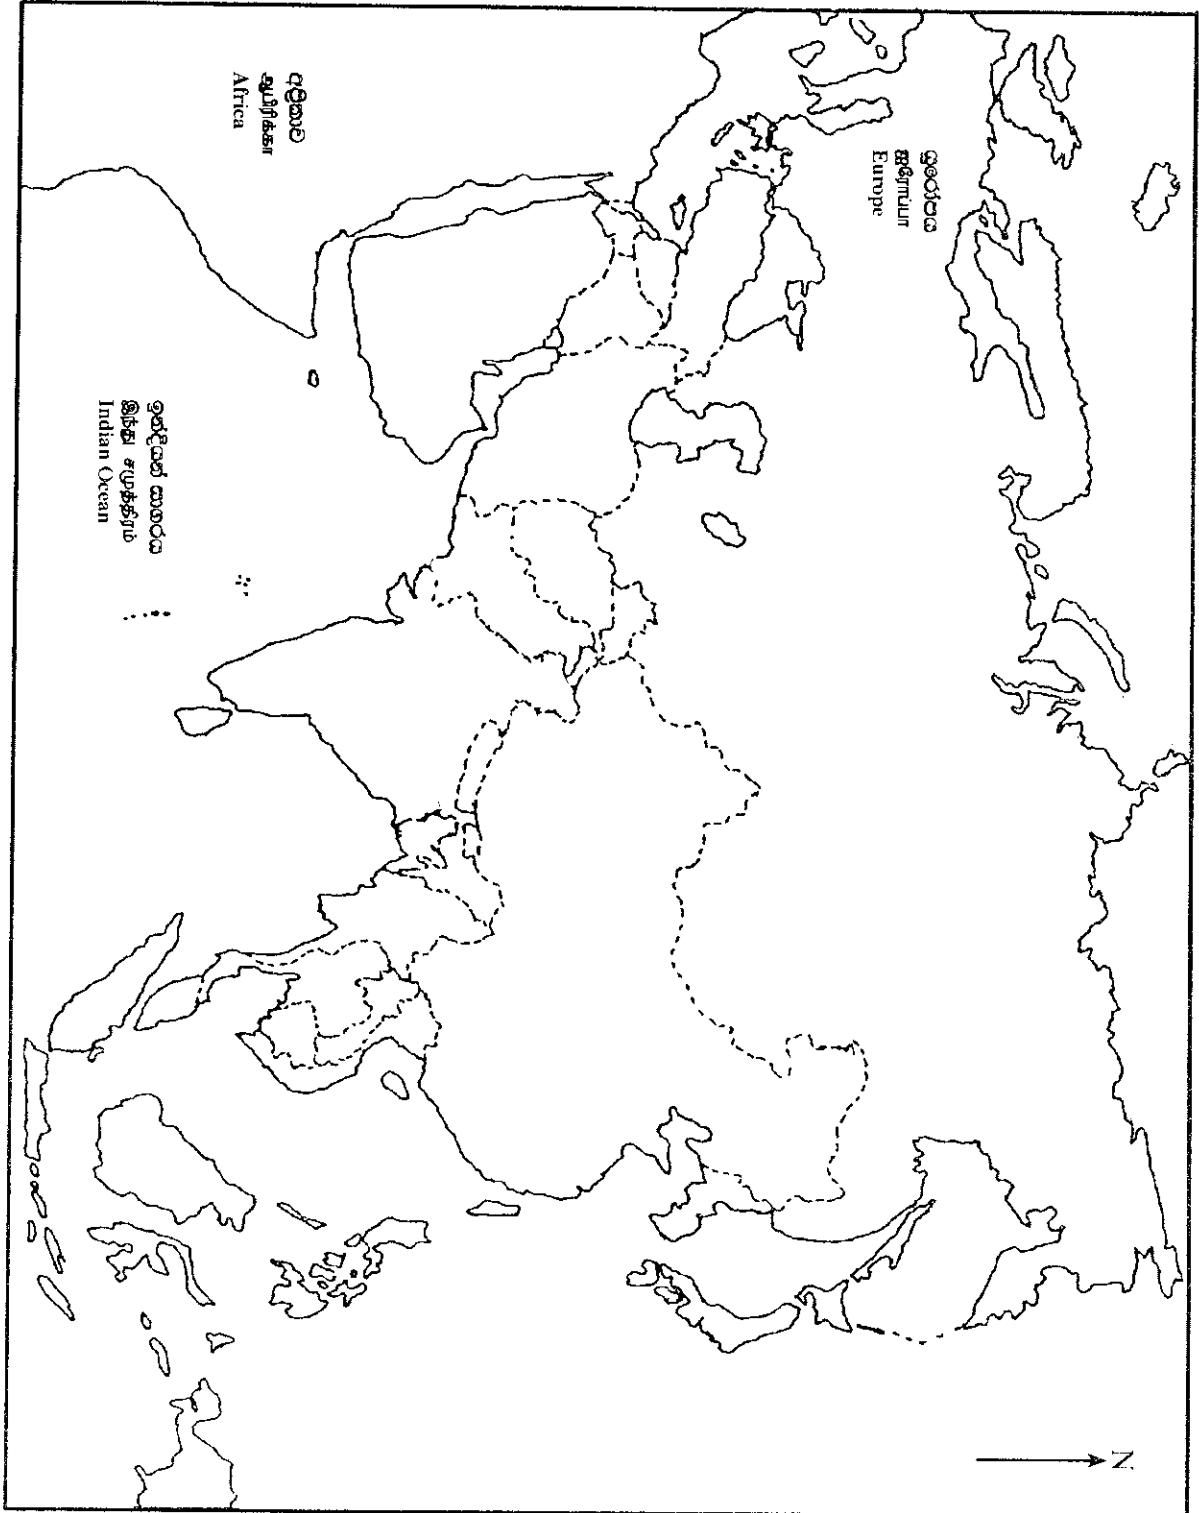 අප්‍රිකාව
ஆபிரிக்கா
Africa
යුරෝපය
ஐரோப்பா
Europe
ඉන්දියන් සාගරය
இந்து சமுத்திரம்
Indian Ocean
N